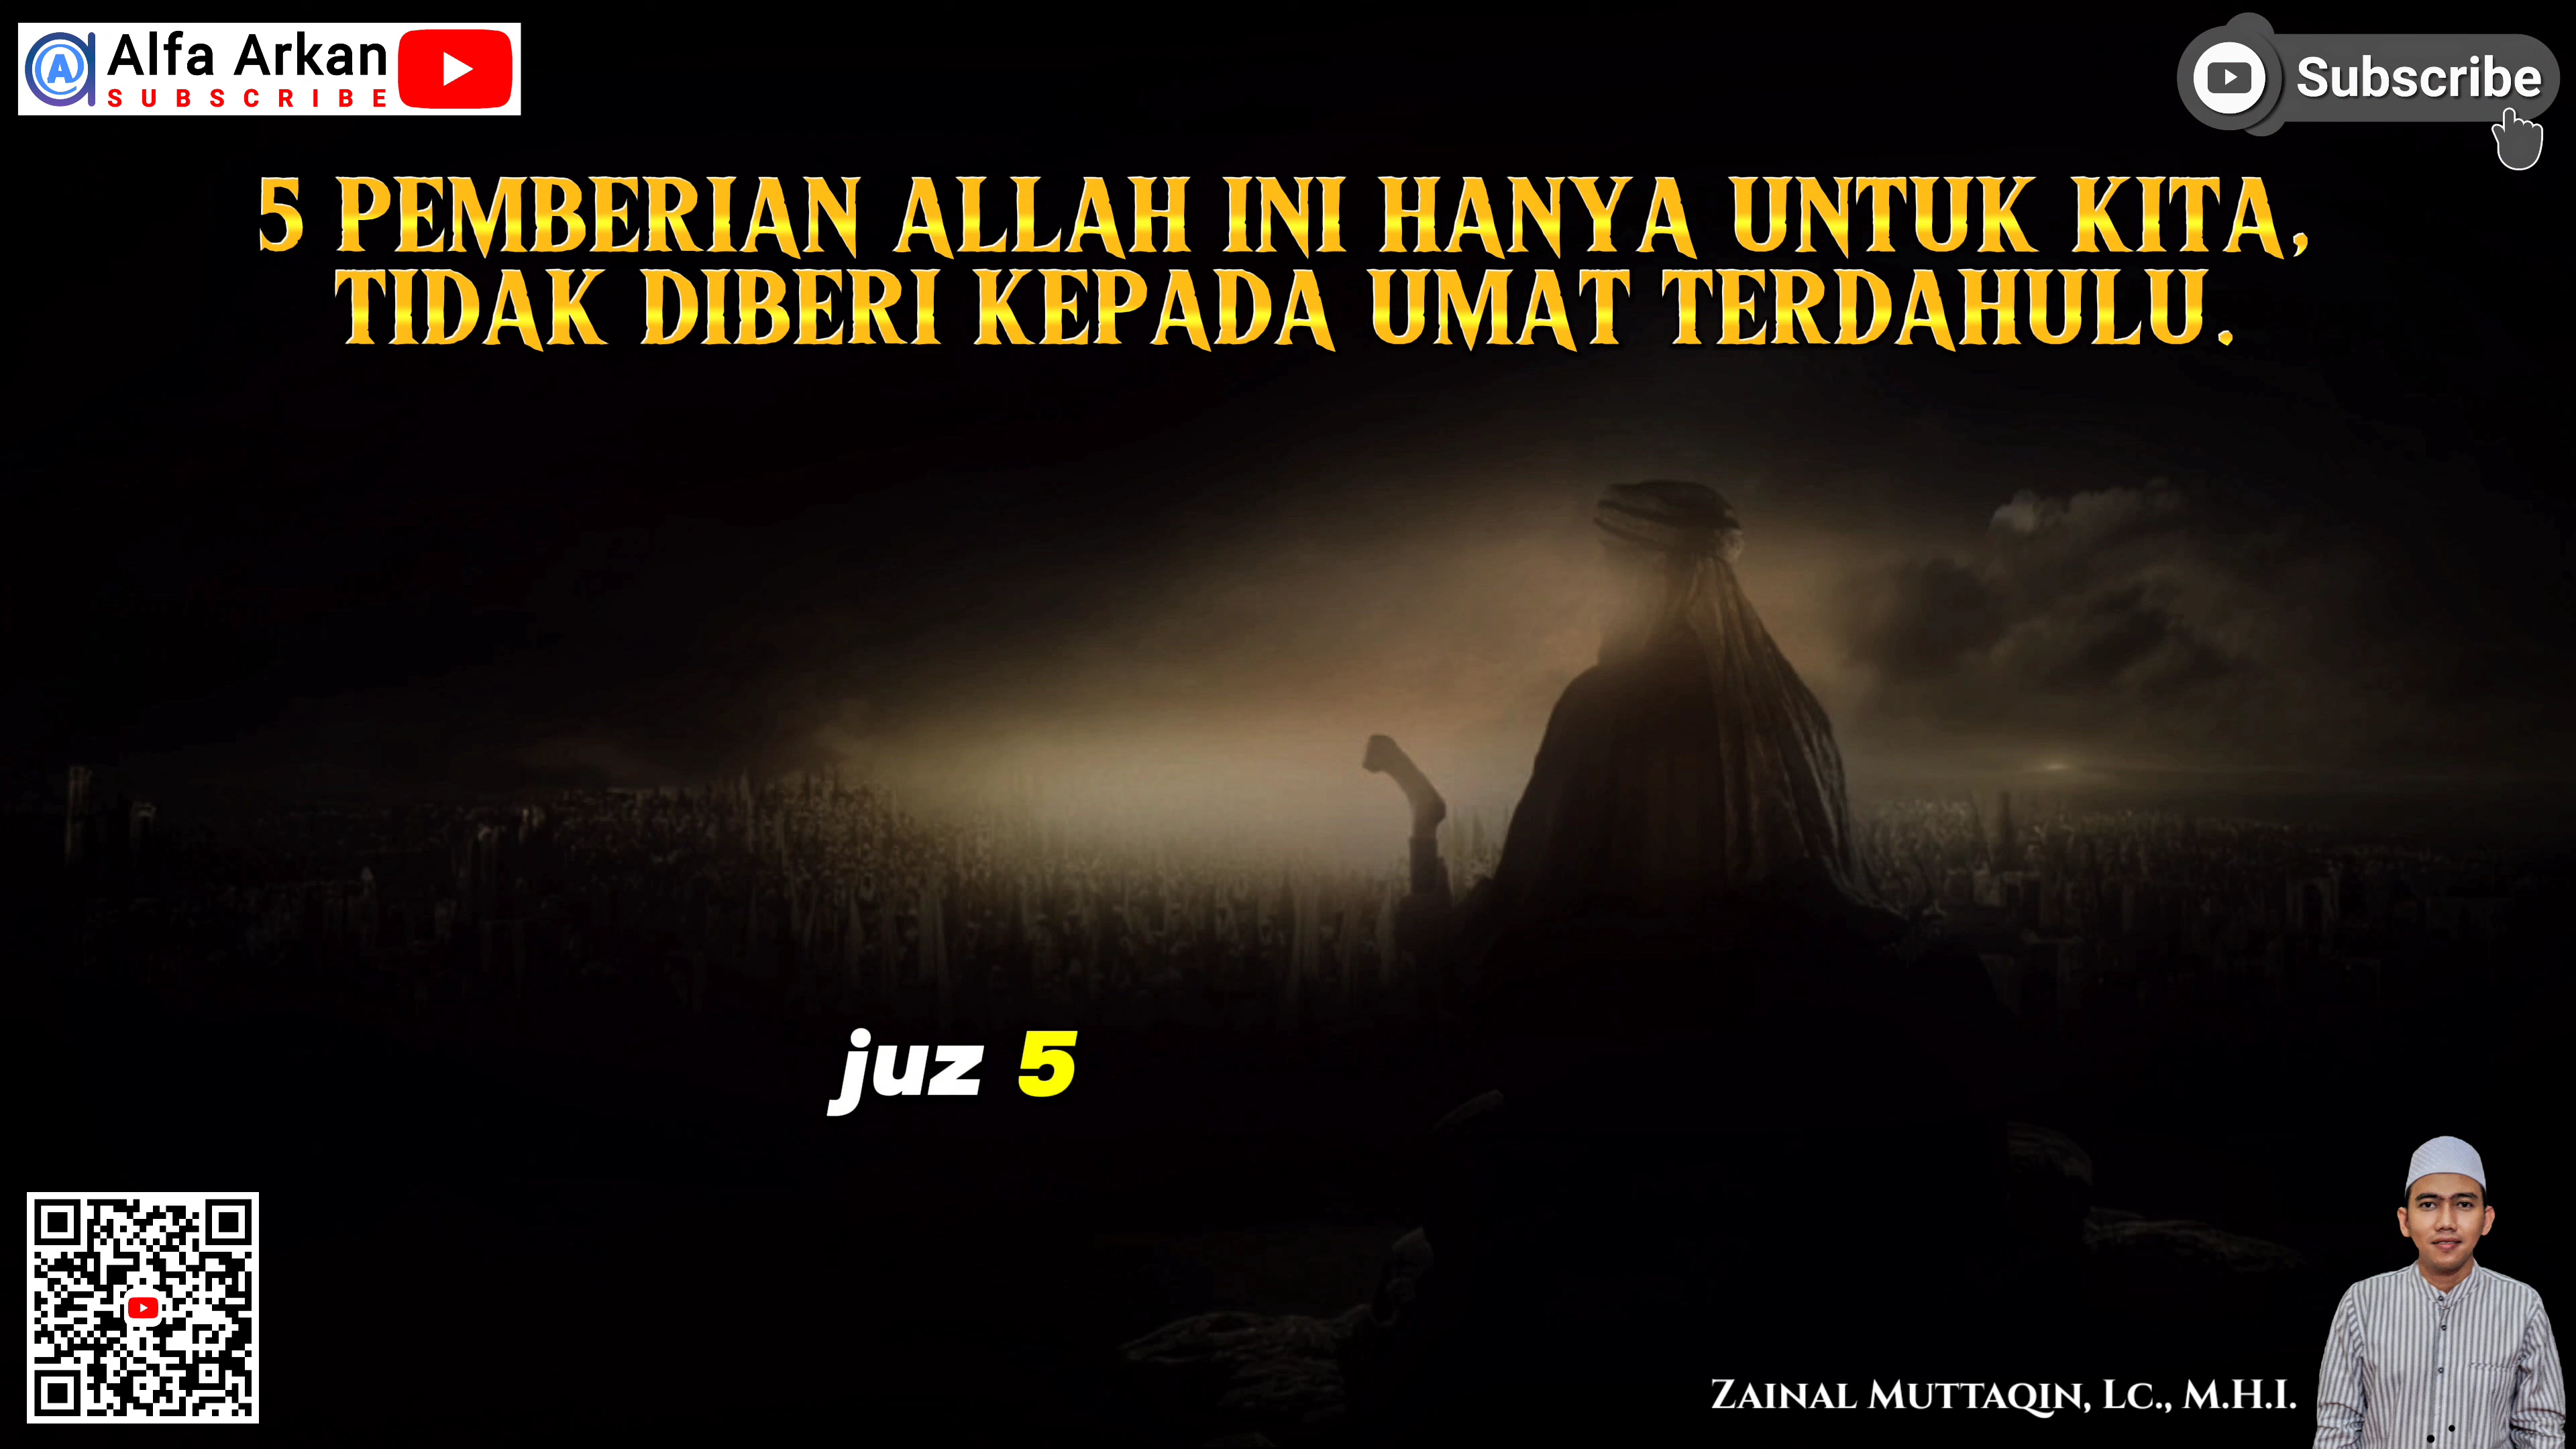 Alfa Arkan
SUBSCRIBE
Subscribe
5 PEMBERIAN ALLAH INI HANYA UNTUK KITA,
TIDAK DIBERI KEPADA UMAT TERDAHULU.
juz 5
ZAINAL MUTTAQIN, LC., M.H.I.